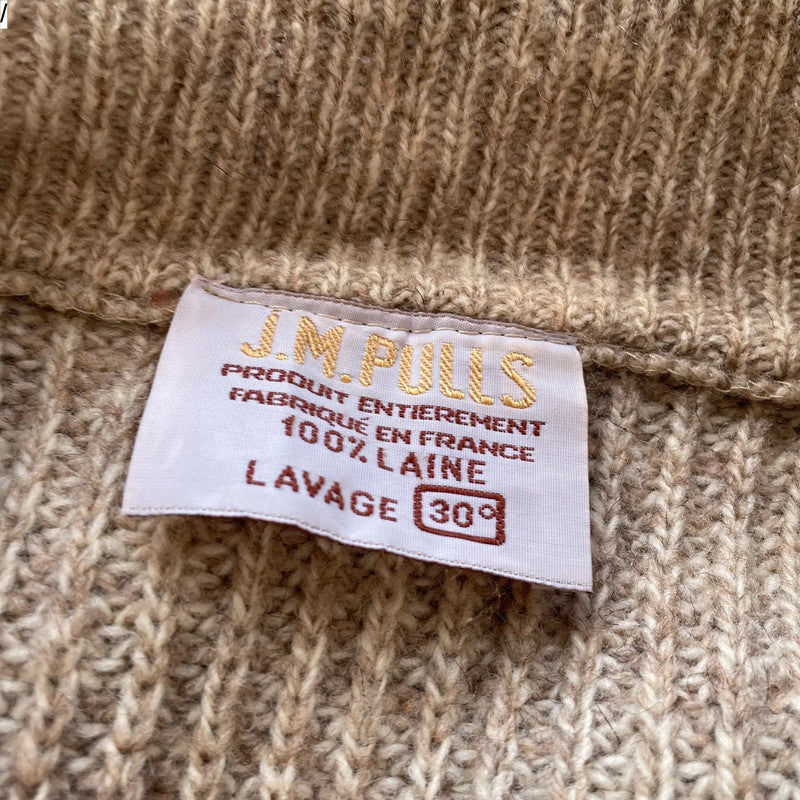 /
J.M.PULLS
PRODUIT ENTIEREMENT
FABRIQUÉ EN FRANCE
100% LAINE
LAVAGE 30°